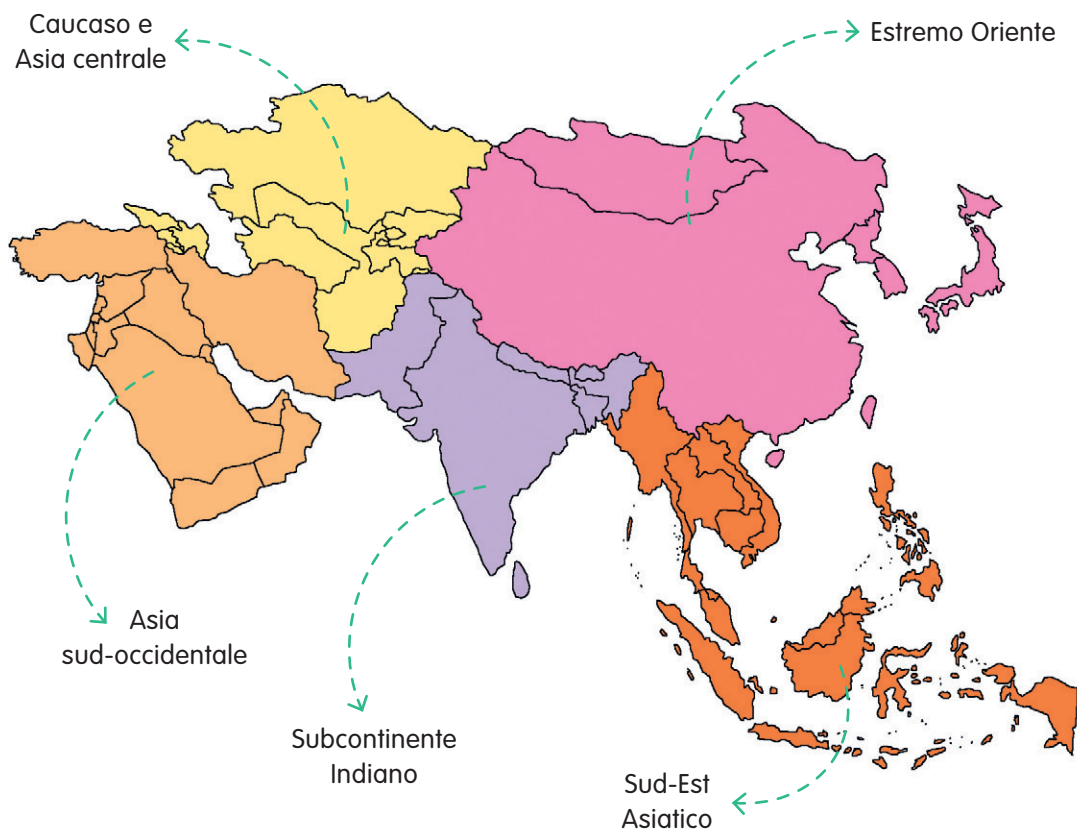 Caucaso e
Asia centrale
Estremo Oriente
Asia
sud-occidentale
Subcontinente
Indiano
Sud-Est
Asiatico